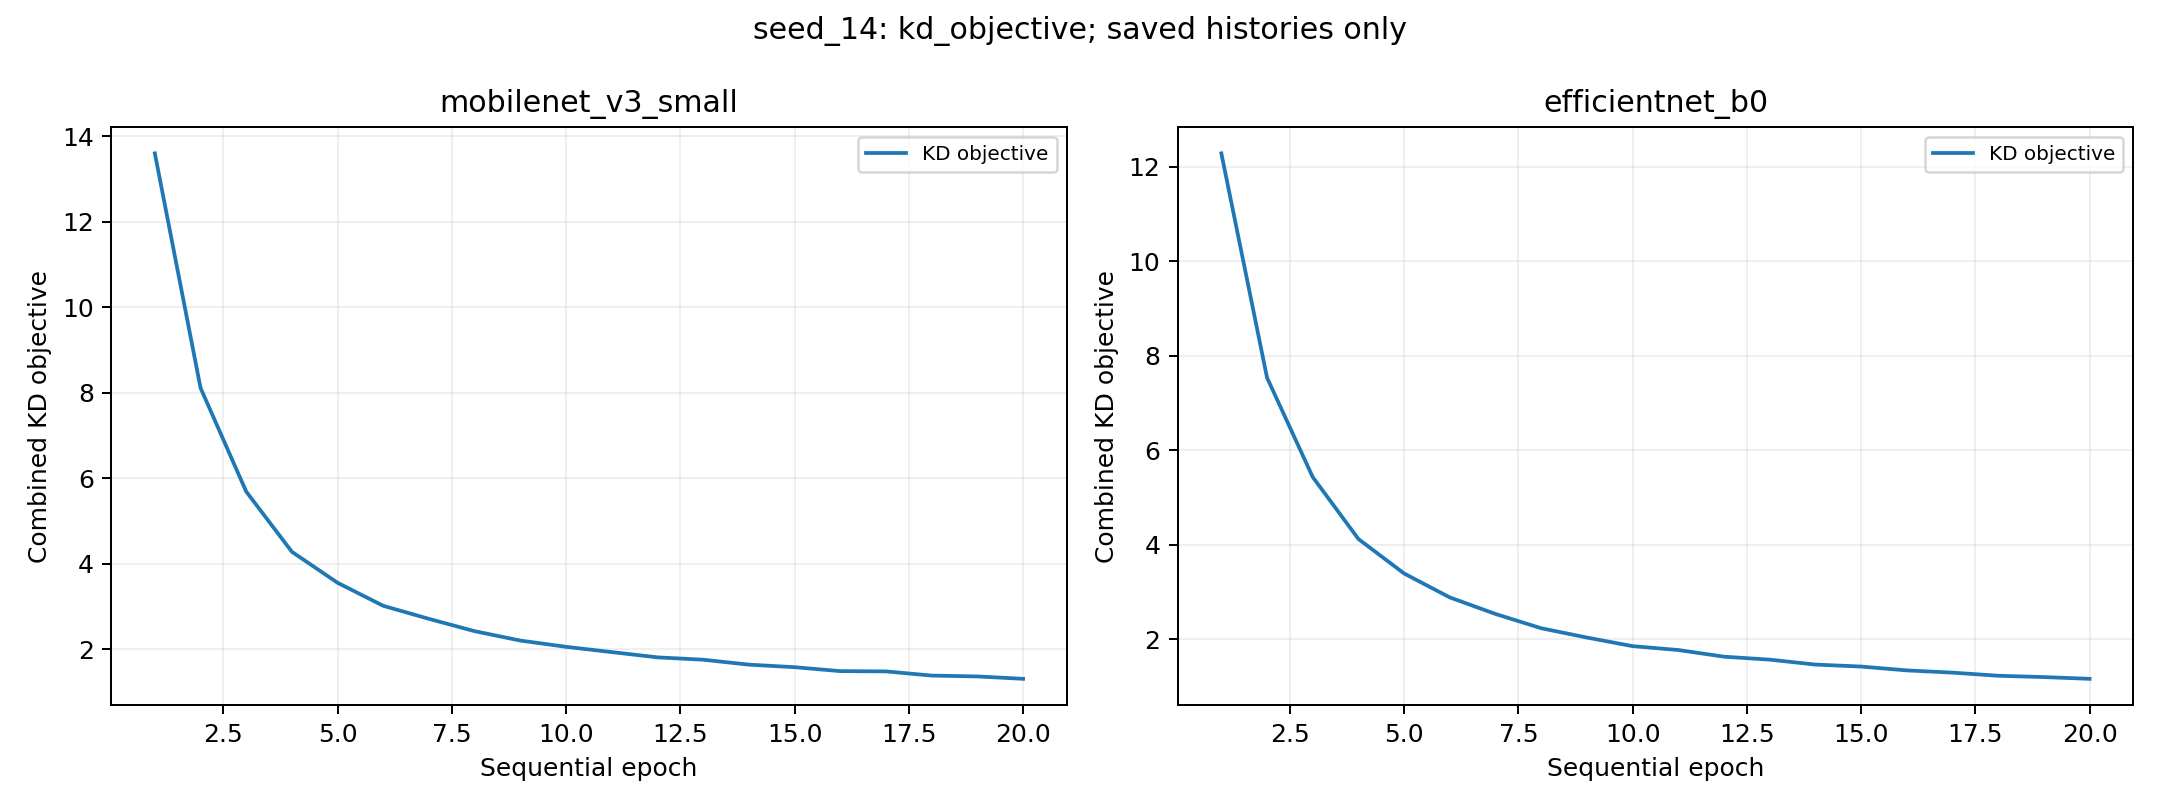 seed_14: kd_objective; saved histories only
mobilenet_v3_small
14
12
10
8
6
4
2
Combined KD objective
KD objective
2.5 5.0 7.5 10.0 12.5 15.0 17.5 20.0
Sequential epoch
efficientnet_b0
12
10
8
6
4
2
Combined KD objective
KD objective
2.5 5.0 7.5 10.0 12.5 15.0 17.5 20.0
Sequential epoch